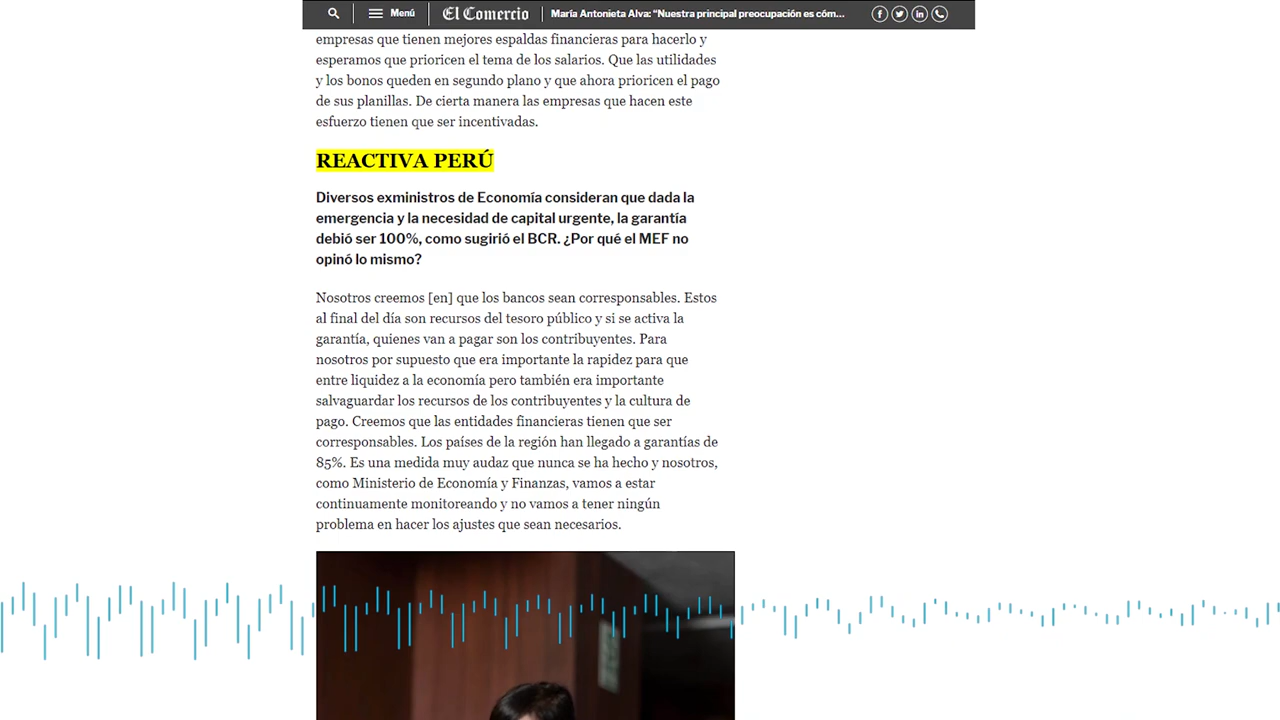 Menú
El Comercio
María Antonieta Alva: “Nuestra principal preocupación es cóm...
empresas que tienen mejores espaldas financieras para hacerlo y
esperamos que prioricen el tema de los salarios. Que las utilidades
y los bonos queden en segundo plano y que ahora prioricen el pago
de sus planillas. De cierta manera las empresas que hacen este
esfuerzo tienen que ser incentivadas.
REACTIVA PERÚ
Diversos exministros de Economía consideran que dada la
emergencia y la necesidad de capital urgente, la garantía
debió ser 100%, como sugirió el BCR. ¿Por qué el MEF no
opinó lo mismo?
Nosotros creemos [en] que los bancos sean corresponsables. Estos
al final del día son recursos del tesoro público y si se activa la
garantía, quienes van a pagar son los contribuyentes. Para
nosotros por supuesto que era importante la rapidez para que
entre liquidez a la economía pero también era importante
salvaguardar los recursos de los contribuyentes y la cultura de
pago. Creemos que las entidades financieras tienen que ser
corresponsables. Los países de la región han llegado a garantías de
85%. Es una medida muy audaz que nunca se ha hecho y nosotros,
como Ministerio de Economía y Finanzas, vamos a estar
continuamente monitoreando y no vamos a tener ningún
problema en hacer los ajustes que sean necesarios.